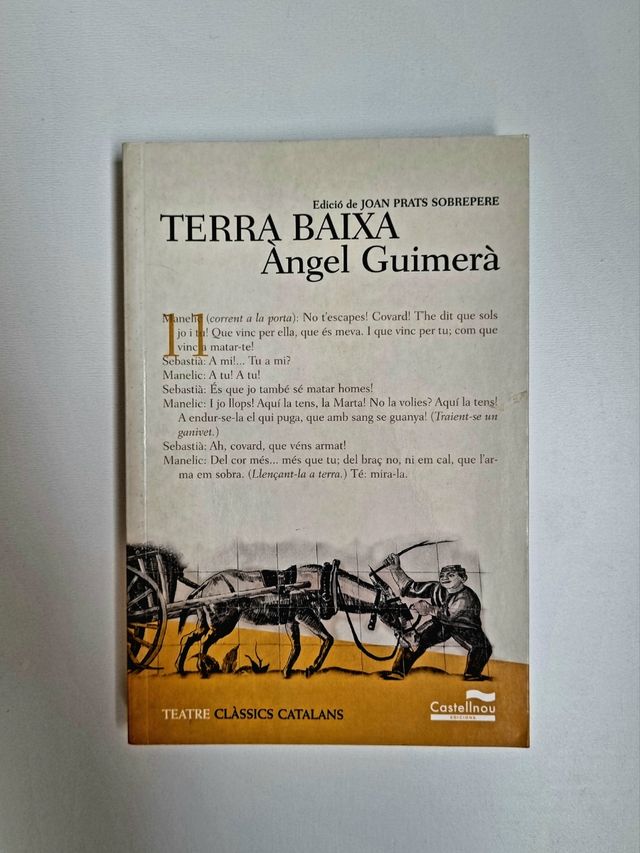 Edició de JOAN PRATS SOBREPERE
TERRA BAIXA
Àngel Guimerà
11
Manelic (corrent a la porta): No t'escapes! Covard! T'he dit que sols
jo i tu! Que vinc per ella, que és meva. I que vinc per tu; com que
vinc a matar-te!
Sebastià: A mi!... Tu a mi?
Manelic: A tu! A tu!
Sebastià: És que jo també sé matar homes!
Manelic: I jo llops! Aquí la tens, la Marta! No la volies? Aquí la tens!
A endur-se-la el qui puga, que amb sang se guanya! (Traient-se un
ganivet.)
Sebastià: Ah, covard, que véns armat!
Manelic: Del cor més... més que tu; del braç no, ni em cal, que l'ar-
ma em sobra. (Llençant-la a terra.) Té: mira-la.
TEATRE CLÀSSICS CATALANS
Castellnou
EDICIONS